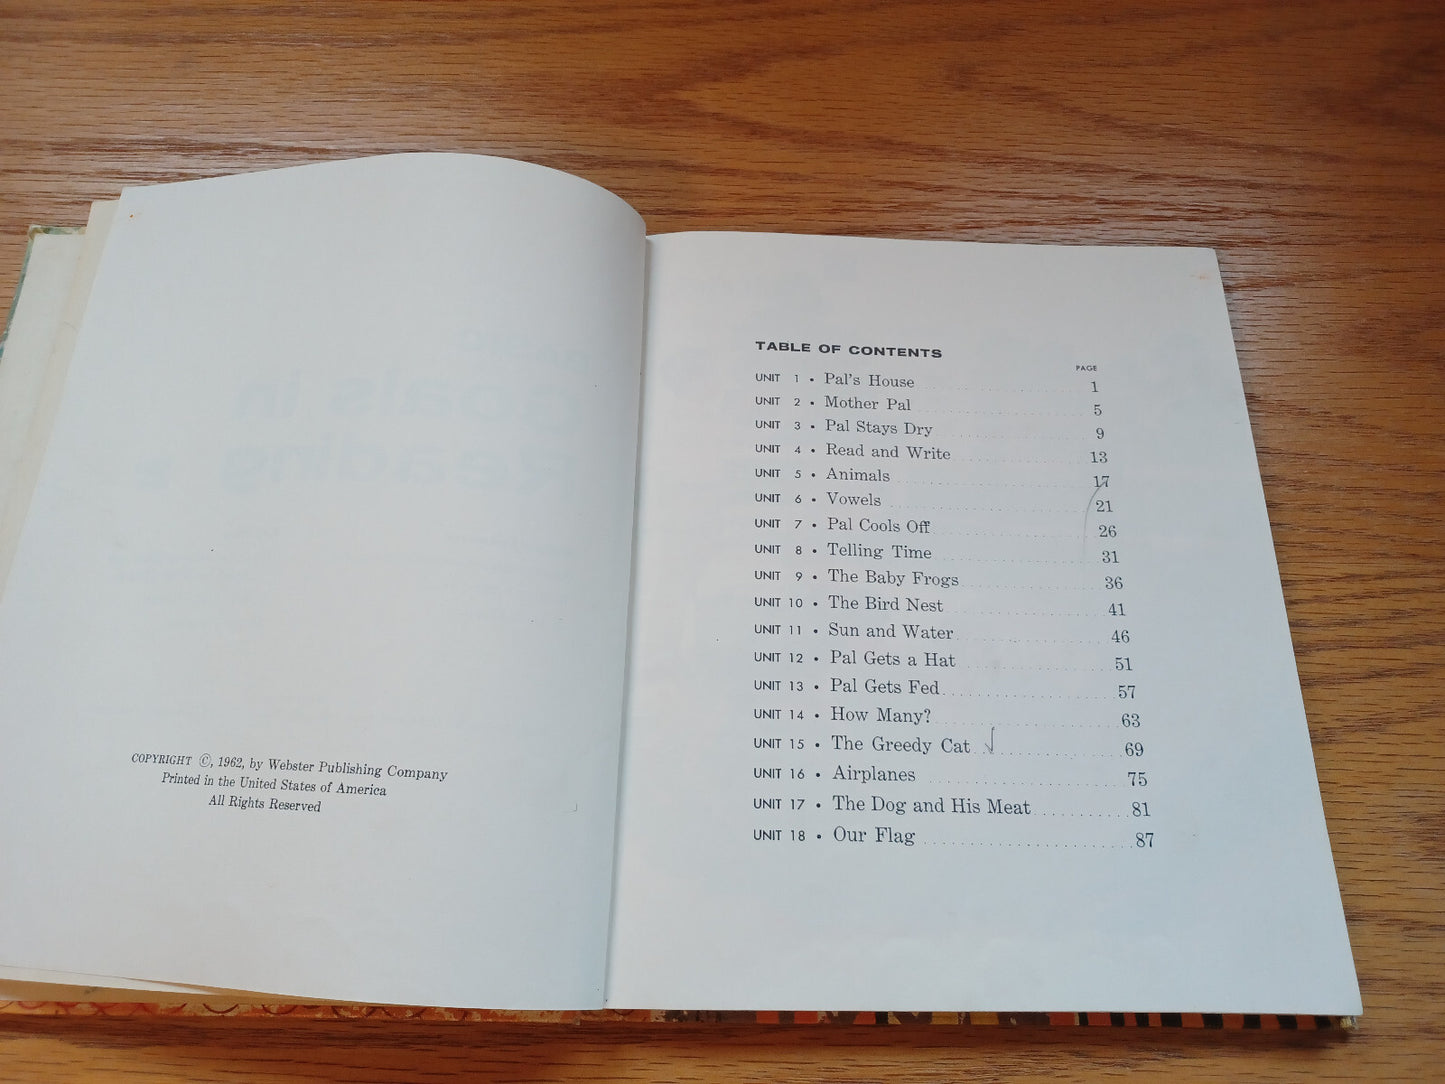 COPYRIGHT ©, 1962, by Webster Publishing Company
Printed in the United States of America
All Rights Reserved
TABLE OF CONTENTS
PAGE
UNIT 1 • Pal's House 1
UNIT 2 • Mother Pal 5
UNIT 3 • Pal Stays Dry 9
UNIT 4 • Read and Write 13
UNIT 5 • Animals 17
UNIT 6 • Vowels 21
UNIT 7 • Pal Cools Off 26
UNIT 8 • Telling Time 31
UNIT 9 • The Baby Frogs 36
UNIT 10 • The Bird Nest 41
UNIT 11 • Sun and Water 46
UNIT 12 • Pal Gets a Hat 51
UNIT 13 • Pal Gets Fed 57
UNIT 14 • How Many? 63
UNIT 15 • The Greedy Cat 69
UNIT 16 • Airplanes 75
UNIT 17 • The Dog and His Meat 81
UNIT 18 • Our Flag 87